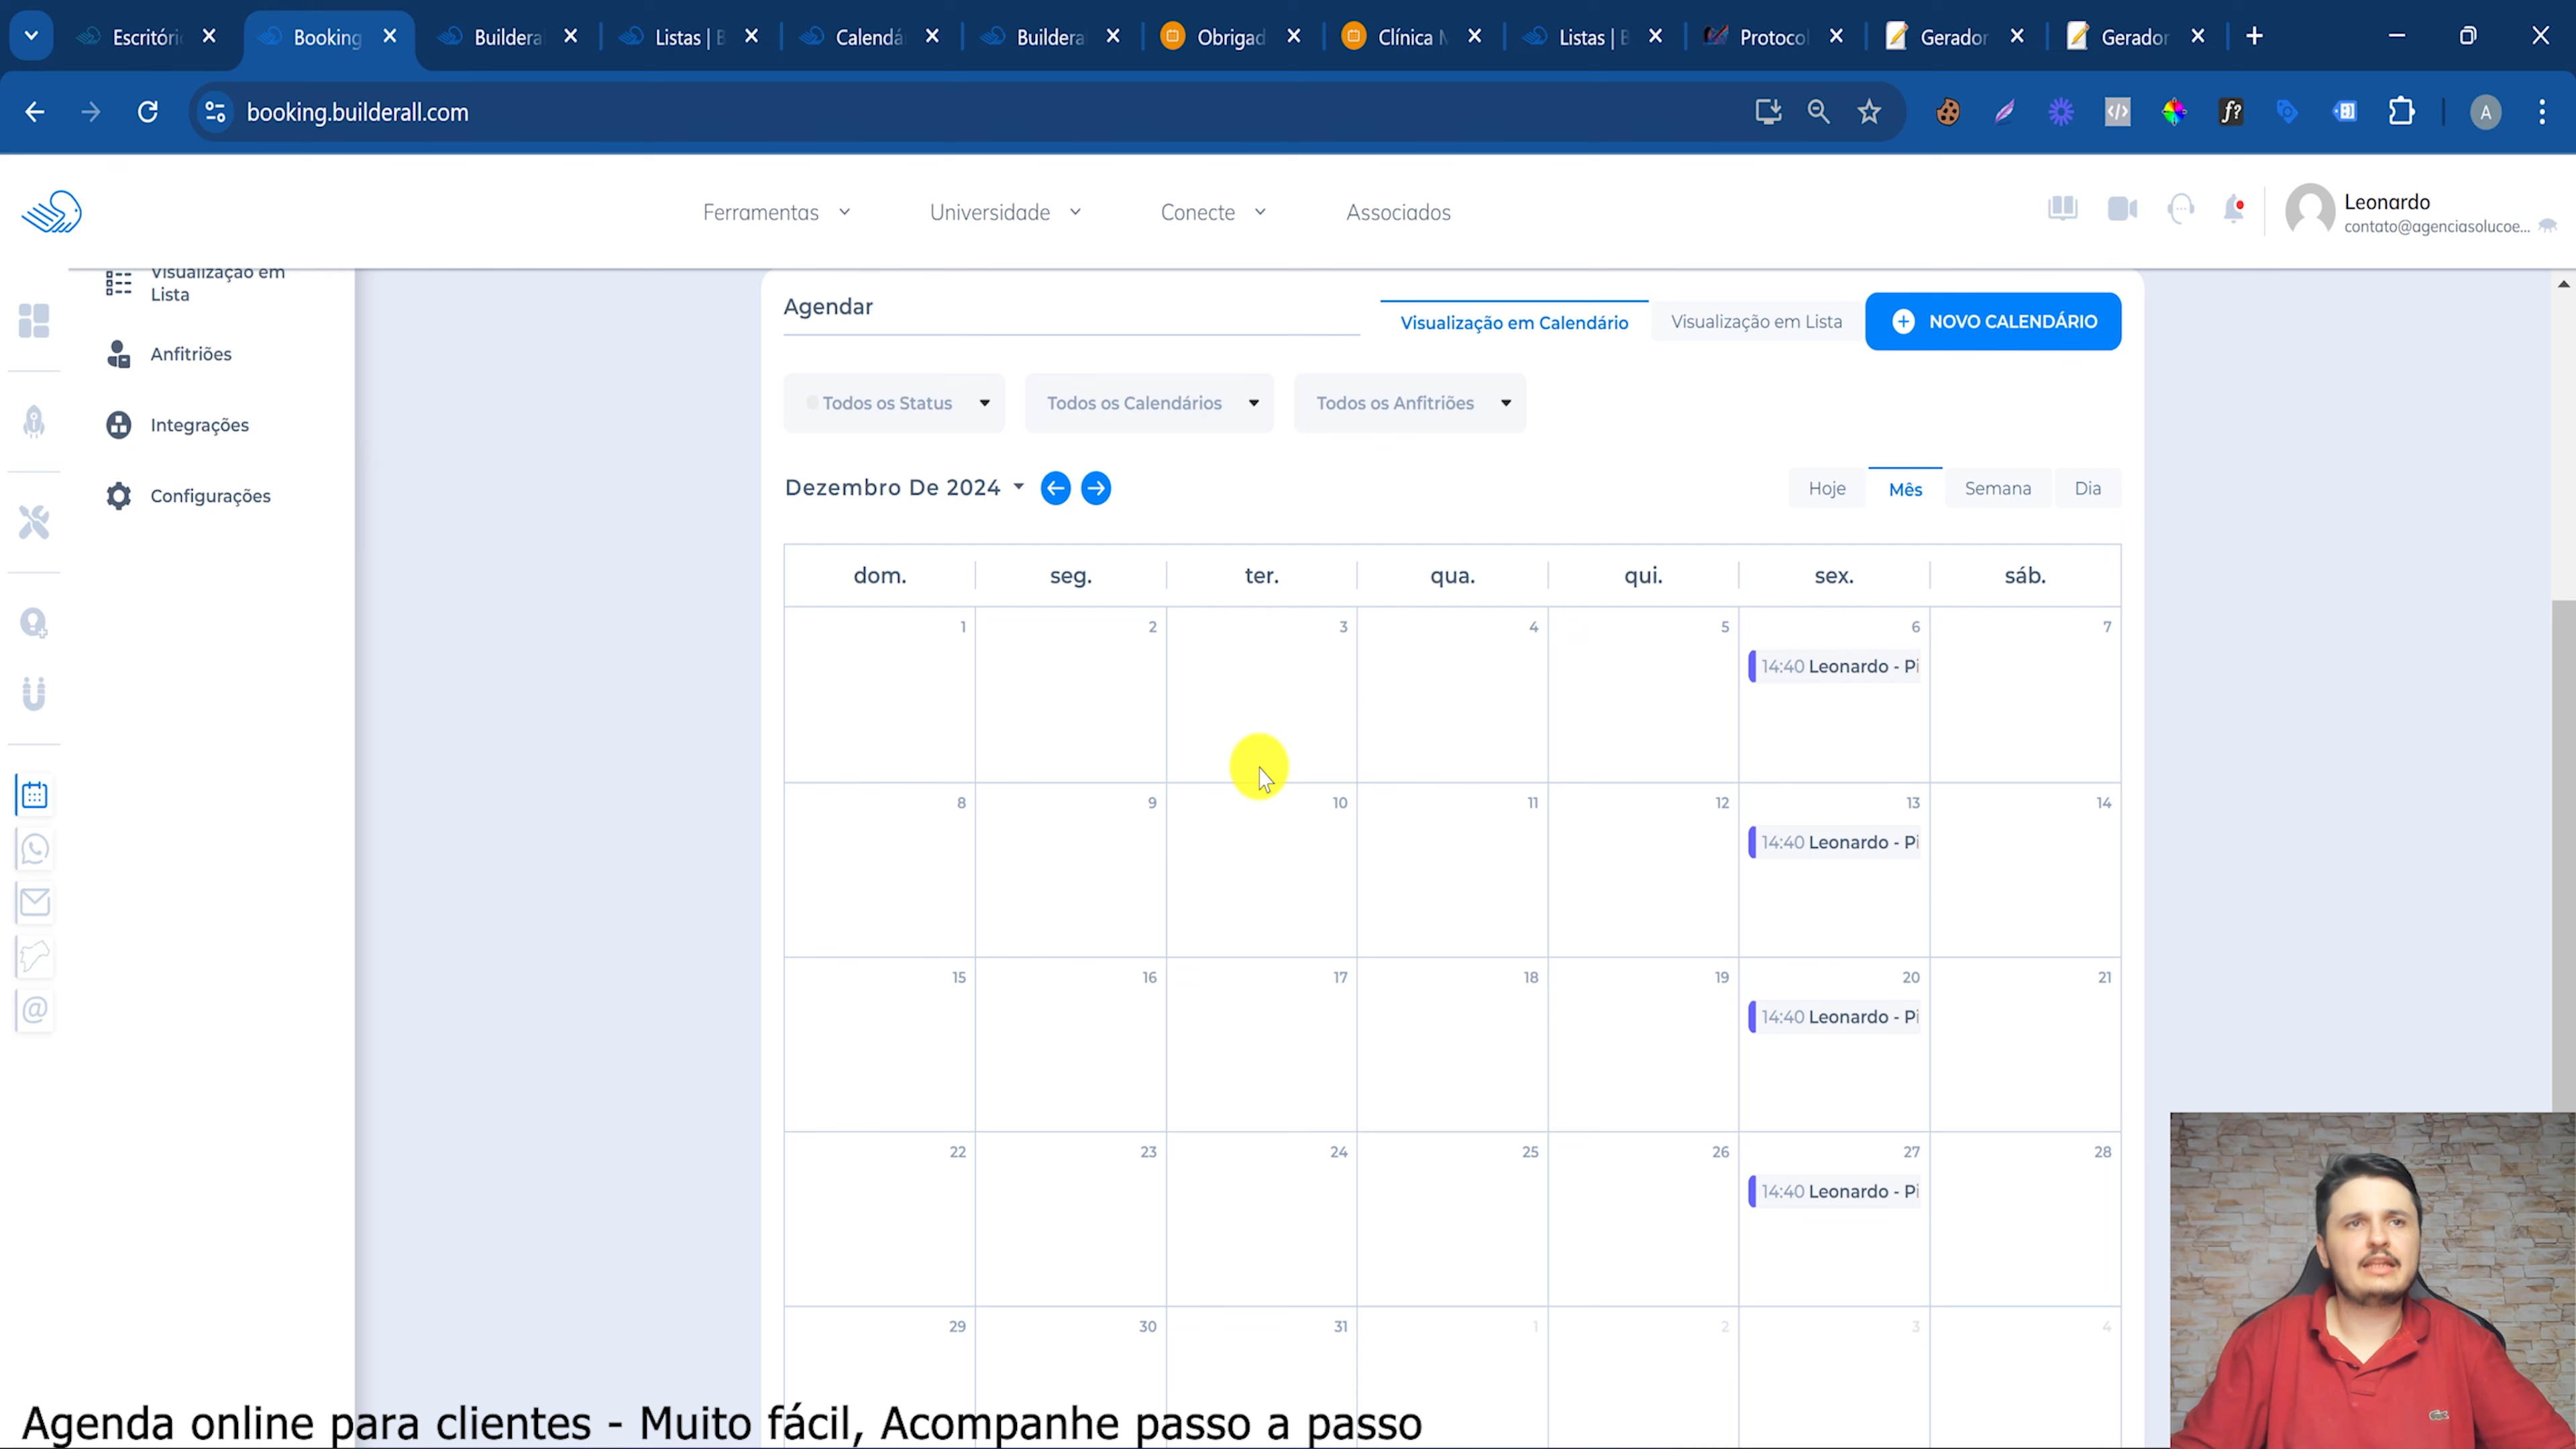 Escritóri
Booking
Buildera
Listas | B
Calendá
Buildera
Obrigad
Clínica M
Listas | B
Protocol
Gerador
Gerador
booking.builderall.com
A
Ferramentas
Universidade
Conecte
Associados
Leonardo
contato@agenciasolucoe...
Visualização em
Lista
Anfitriões
Integrações
Configurações
Agendar
Visualização em Calendário
Visualização em Lista
NOVO CALENDÁRIO
Todos os Status
Todos os Calendários
Todos os Anfitriões
Dezembro De 2024
Hoje
Mês
Semana
Dia
dom. seg. ter. qua. qui. sex. sáb.
1 2 3 4 5 6 7
14:40 Leonardo - Pi
8 9 10 11 12 13 14
14:40 Leonardo - Pi
15 16 17 18 19 20 21
14:40 Leonardo - Pi
22 23 24 25 26 27 28
14:40 Leonardo - Pi
29 30 31 1 2 3 4
Agenda online para clientes - Muito fácil, Acompanhe passo a passo